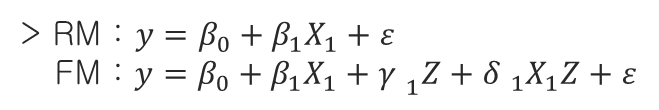 > RM : y = β₀ + β₁X₁ + ε
FM : y = β₀ + β₁X₁ + γ ₁Z + δ ₁X₁Z + ε